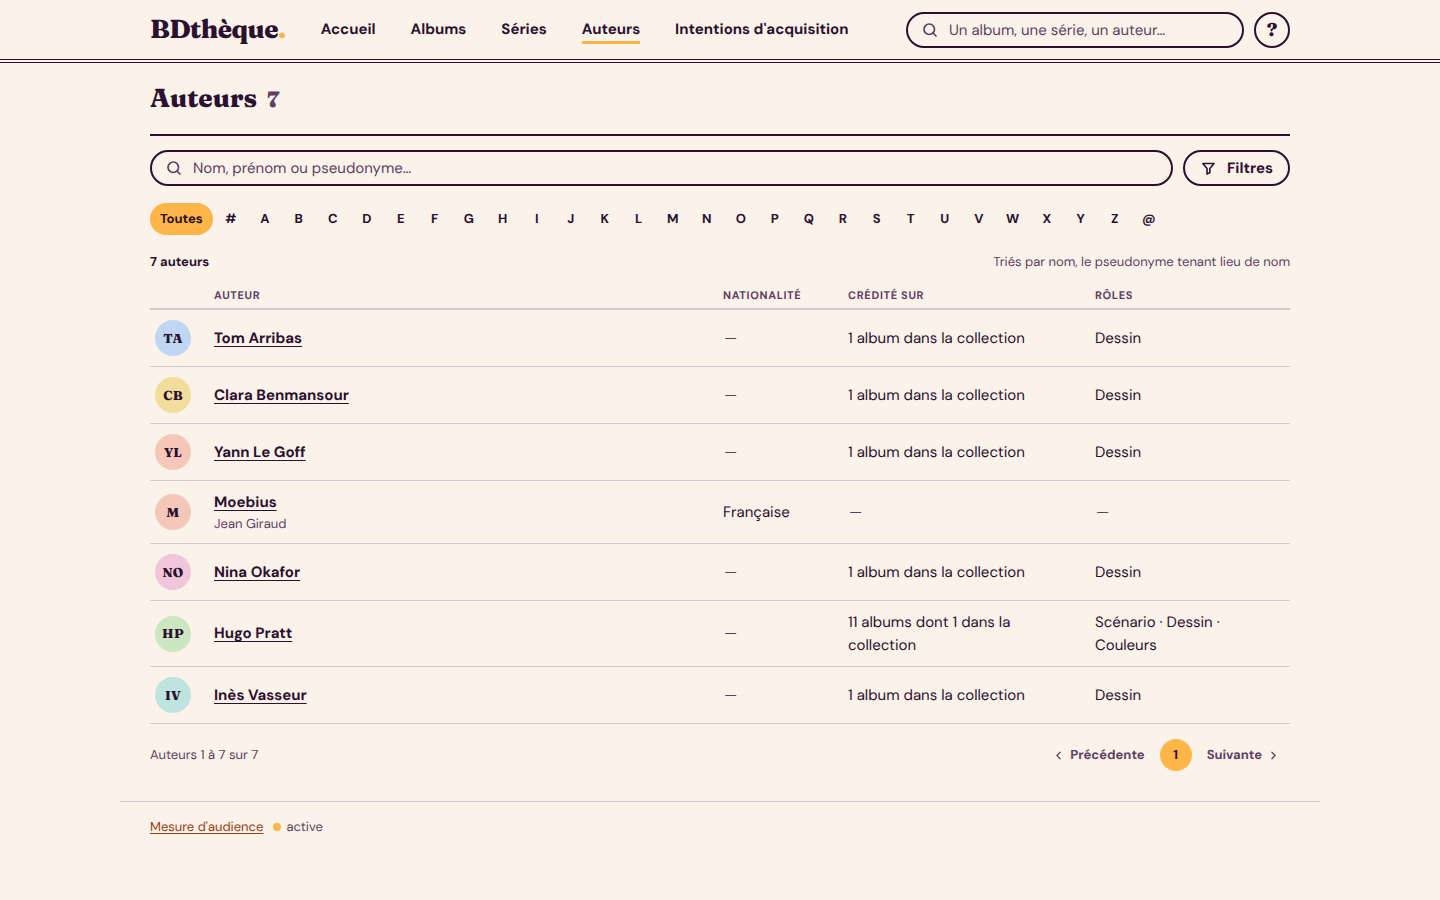 BDthèque.
Accueil
Albums
Séries
Auteurs
Intentions d'acquisition
Un album, une série, un auteur...
?
Auteurs 7
Nom, prénom ou pseudonyme...
Filtres
Toutes # A B C D E F G H I J K L M N O P Q R S T U V W X Y Z @
7 auteurs
Triés par nom, le pseudonyme tenant lieu de nom
AUTEUR NATIONALITÉ CRÉDITÉ SUR RÔLES
TA Tom Arribas — 1 album dans la collection Dessin
CB Clara Benmansour — 1 album dans la collection Dessin
YL Yann Le Goff — 1 album dans la collection Dessin
M Moebius Française — —
Jean Giraud
NO Nina Okafor — 1 album dans la collection Dessin
HP Hugo Pratt — 11 albums dont 1 dans la Scénario · Dessin ·
collection Couleurs
IV Inès Vasseur — 1 album dans la collection Dessin
Auteurs 1 à 7 sur 7
Précédente 1 Suivante
Mesure d'audience active